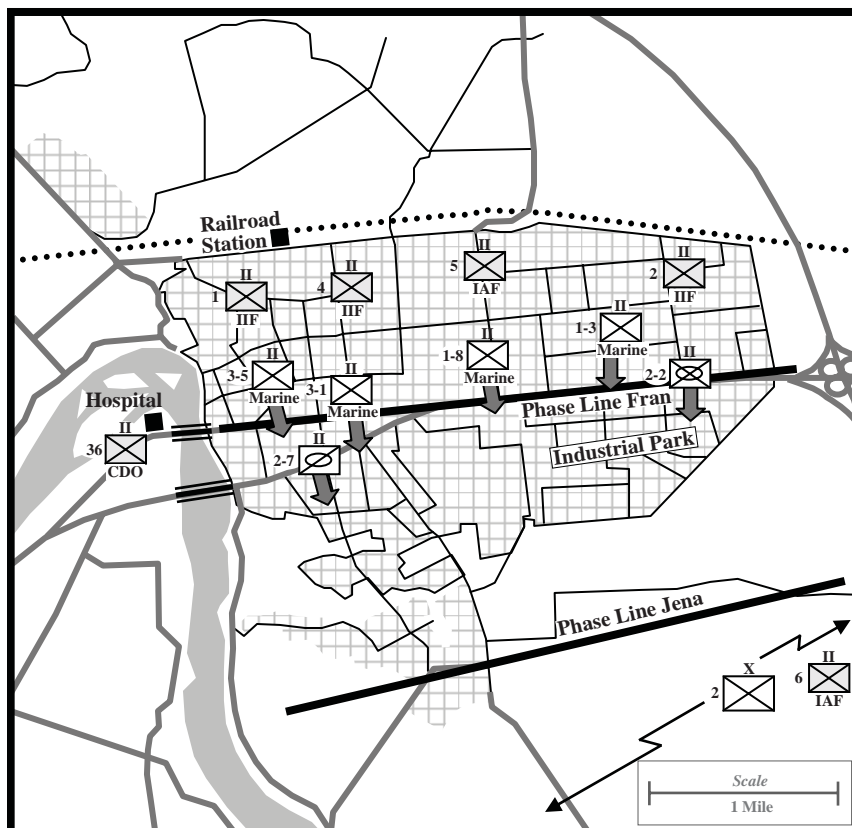 Railroad
Station
II
1
IIF
II
4
II
5
IAF
II
2
IIF
II
1-3
Marine
II
1-8
Marine
II
3-5
Marine
II
3-1
Marine
II
2-2
Phase Line Fran
Hospital
II
36
CDO
II
2-7
Industrial Park
Phase Line Jena
X
2
II
6
IAF
Scale
1 Mile
IIF